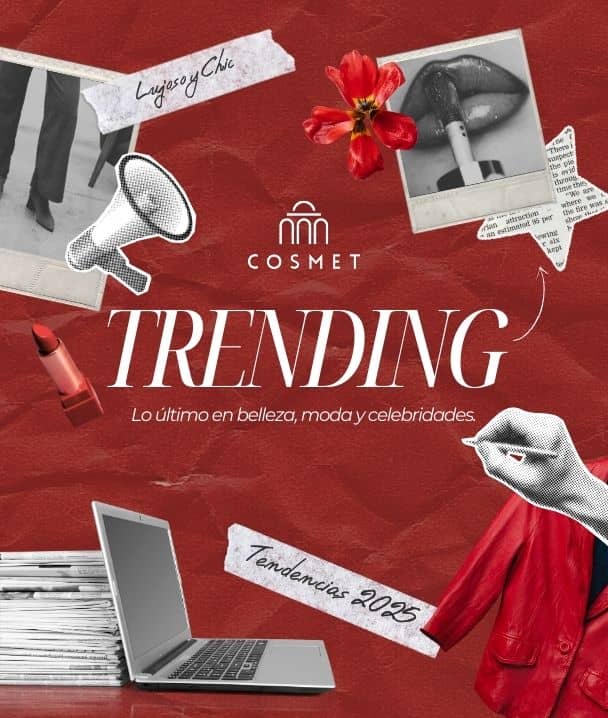 Lujoso y Chic
COSMET
TRENDING
Lo último en belleza, moda y celebridades.
Tendencias 2025